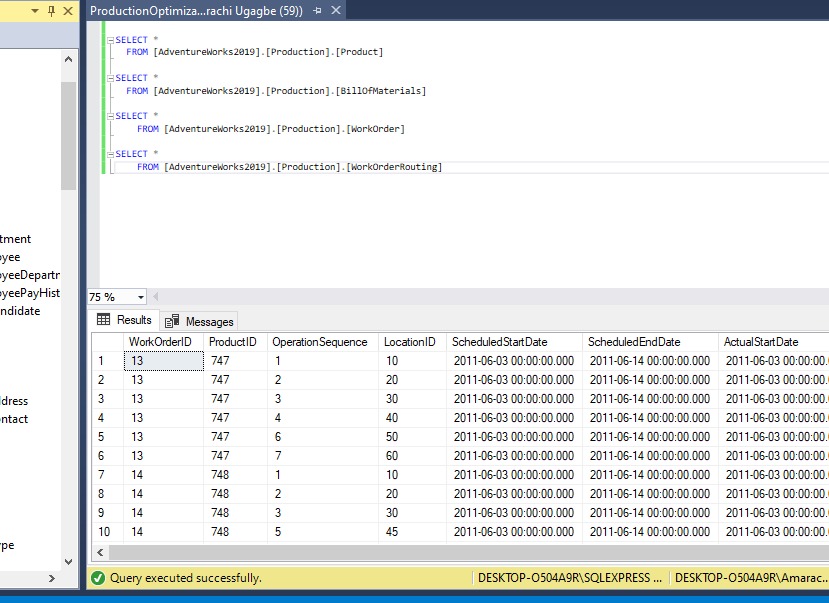 ProductionOptimiza...rachi Ugagbe (59))
SELECT *
FROM [AdventureWorks2019].[Production].[Product]
SELECT *
FROM [AdventureWorks2019].[Production].[BillOfMaterials]
SELECT *
FROM [AdventureWorks2019].[Production].[WorkOrder]
SELECT *
FROM [AdventureWorks2019].[Production].[WorkOrderRouting]
tment
oyee
oyeeDepartn
oyeePayHist
ndidate
ddress
ontact
ype
75 %
Results Messages
WorkOrderID ProductID OperationSequence LocationID ScheduledStartDate ScheduledEndDate ActualStartDate
1 13 747 1 10 2011-06-03 00:00:00.000 2011-06-14 00:00:00.000 2011-06-03 00:00:00.
2 13 747 2 20 2011-06-03 00:00:00.000 2011-06-14 00:00:00.000 2011-06-03 00:00:00.
3 13 747 3 30 2011-06-03 00:00:00.000 2011-06-14 00:00:00.000 2011-06-03 00:00:00.
4 13 747 4 40 2011-06-03 00:00:00.000 2011-06-14 00:00:00.000 2011-06-03 00:00:00.
5 13 747 6 50 2011-06-03 00:00:00.000 2011-06-14 00:00:00.000 2011-06-03 00:00:00.
6 13 747 7 60 2011-06-03 00:00:00.000 2011-06-14 00:00:00.000 2011-06-03 00:00:00.
7 14 748 1 10 2011-06-03 00:00:00.000 2011-06-14 00:00:00.000 2011-06-03 00:00:00.
8 14 748 2 20 2011-06-03 00:00:00.000 2011-06-14 00:00:00.000 2011-06-03 00:00:00.
9 14 748 3 30 2011-06-03 00:00:00.000 2011-06-14 00:00:00.000 2011-06-03 00:00:00.
10 14 748 5 45 2011-06-03 00:00:00.000 2011-06-14 00:00:00.000 2011-06-03 00:00:00.
Query executed successfully. DESKTOP-O504A9R\SQLEXPRESS ... DESKTOP-O504A9R\Amarac...